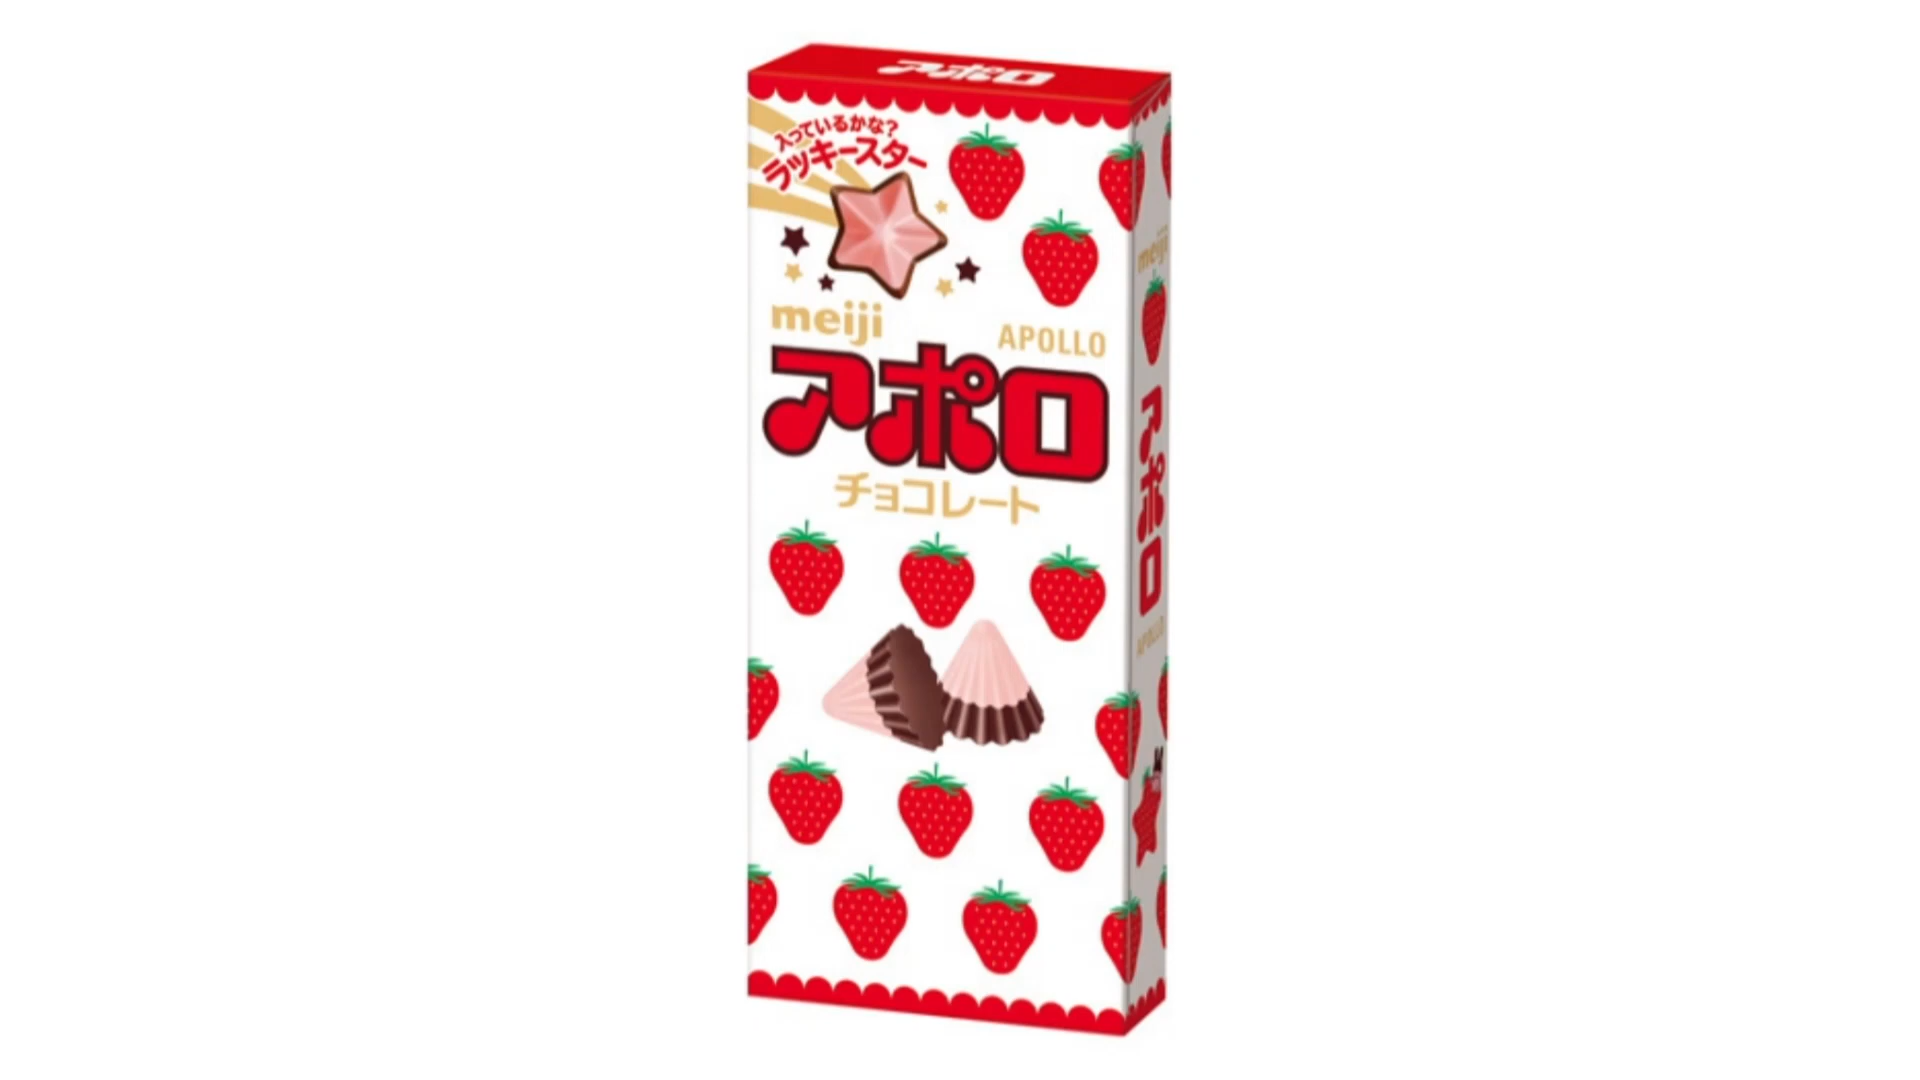 アポロ
入っているかな?
ラッキースター
meiji
APOLLO
アポロ
チョコレート
meiji
アポロ
APOLLO